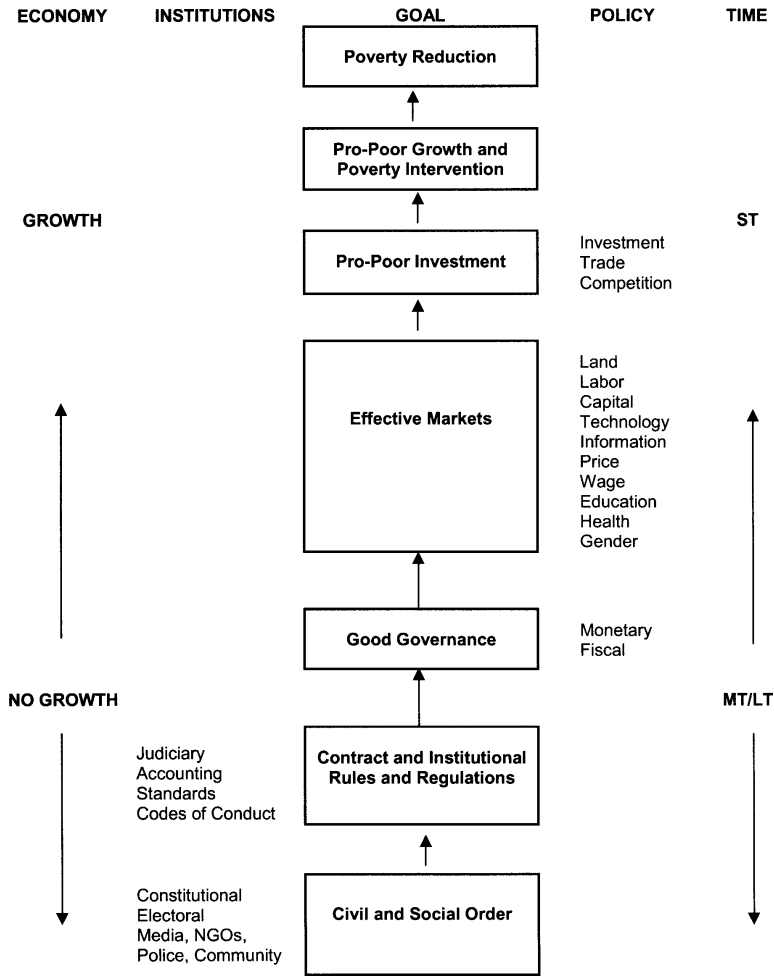 ECONOMY INSTITUTIONS GOAL POLICY TIME
Poverty Reduction
Pro-Poor Growth and
Poverty Intervention
GROWTH
ST
Pro-Poor Investment
Investment
Trade
Competition
Effective Markets
Land
Labor
Capital
Technology
Information
Price
Wage
Education
Health
Gender
Good Governance
Monetary
Fiscal
NO GROWTH
MT/LT
Judiciary
Accounting
Standards
Codes of Conduct
Contract and Institutional
Rules and Regulations
Constitutional
Electoral
Media, NGOs,
Police, Community
Civil and Social Order